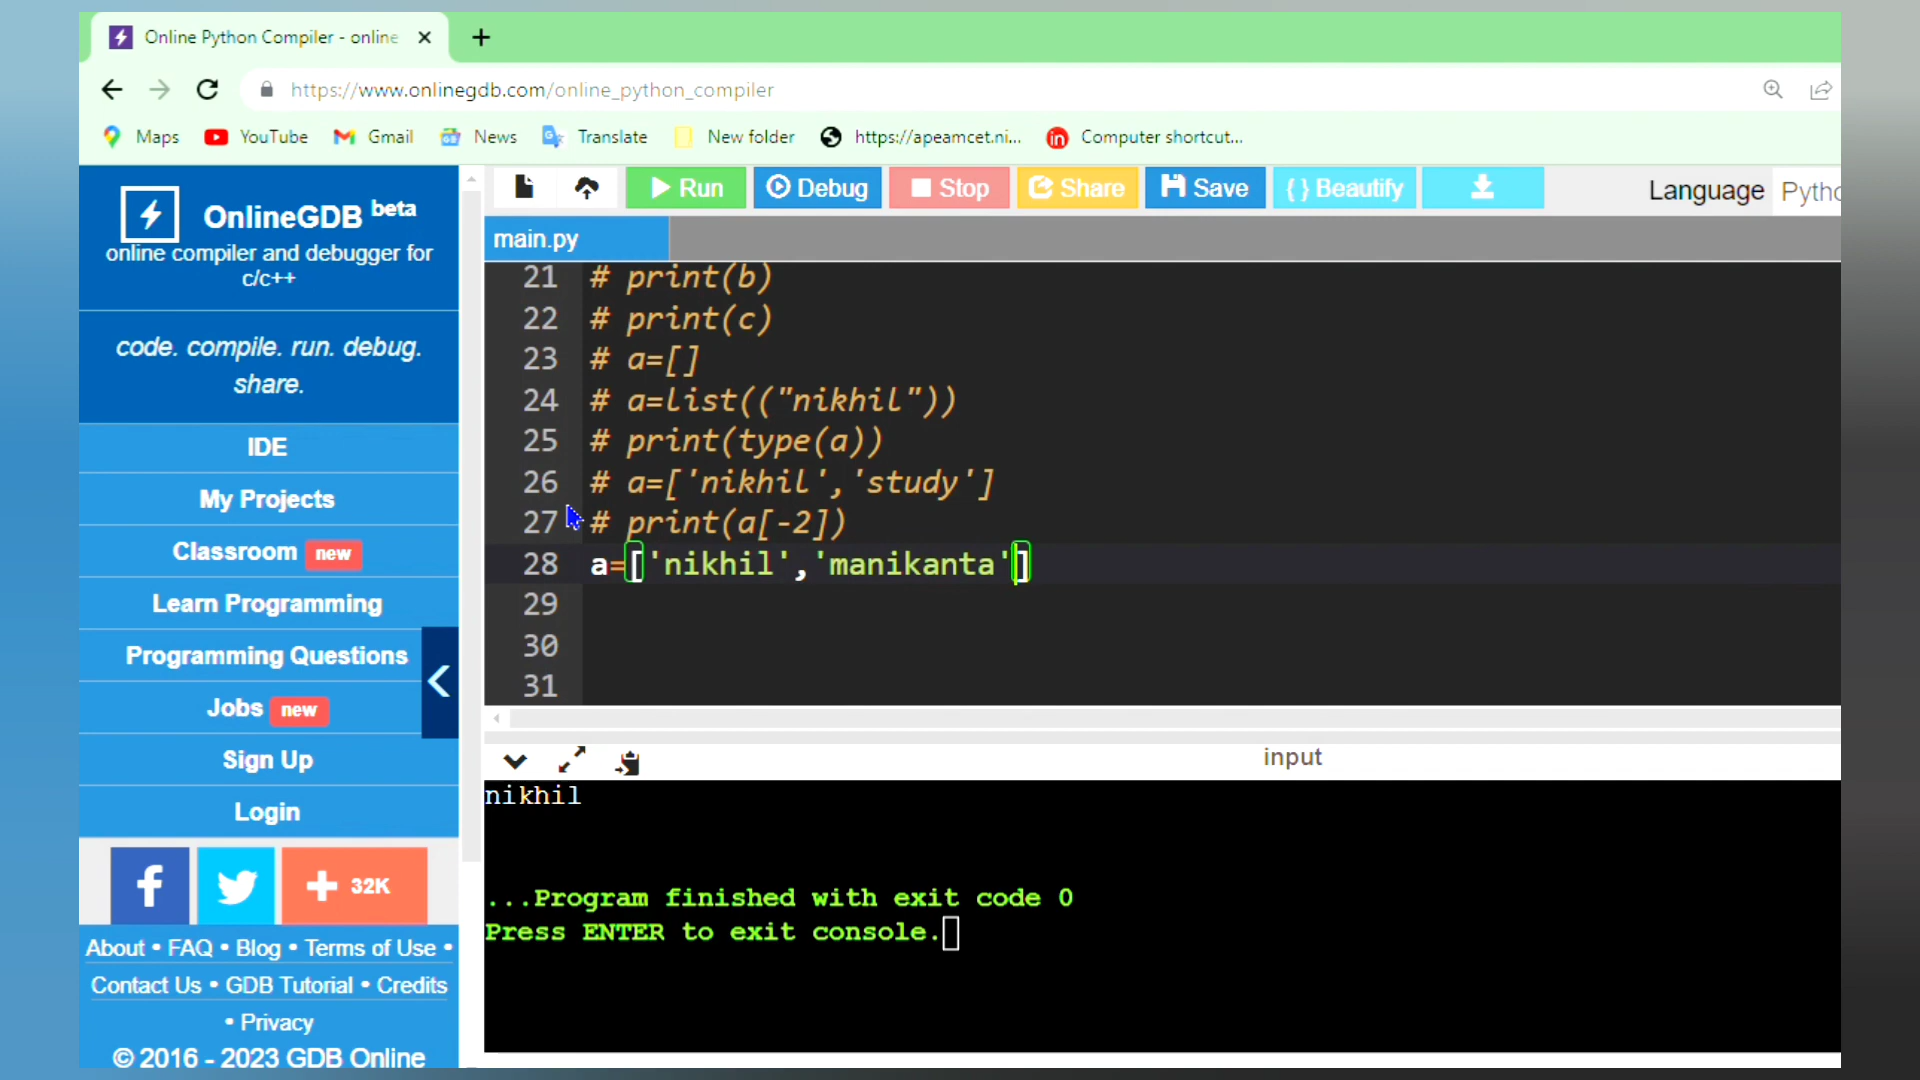 Online Python Compiler - online
https://www.onlinegdb.com/online_python_compiler
Maps YouTube Gmail News Translate New folder https://apeamcet.ni... Computer shortcut...
OnlineGDB beta
online compiler and debugger for
c/c++
code. compile. run. debug.
share.
IDE
My Projects
Classroom new
Learn Programming
Programming Questions
Jobs new
Sign Up
Login
32K
About • FAQ • Blog • Terms of Use •
Contact Us • GDB Tutorial • Credits
• Privacy
© 2016 - 2023 GDB Online
Run Debug Stop Share Save { } Beautify Language Pytho
main.py
21 # print(b)
22 # print(c)
23 # a=[]
24 # a=list(("nikhil"))
25 # print(type(a))
26 # a=['nikhil','study']
27 # print(a[-2])
28 a=['nikhil','manikanta']
29
30
31
input
nikhil
...Program finished with exit code 0
Press ENTER to exit console.